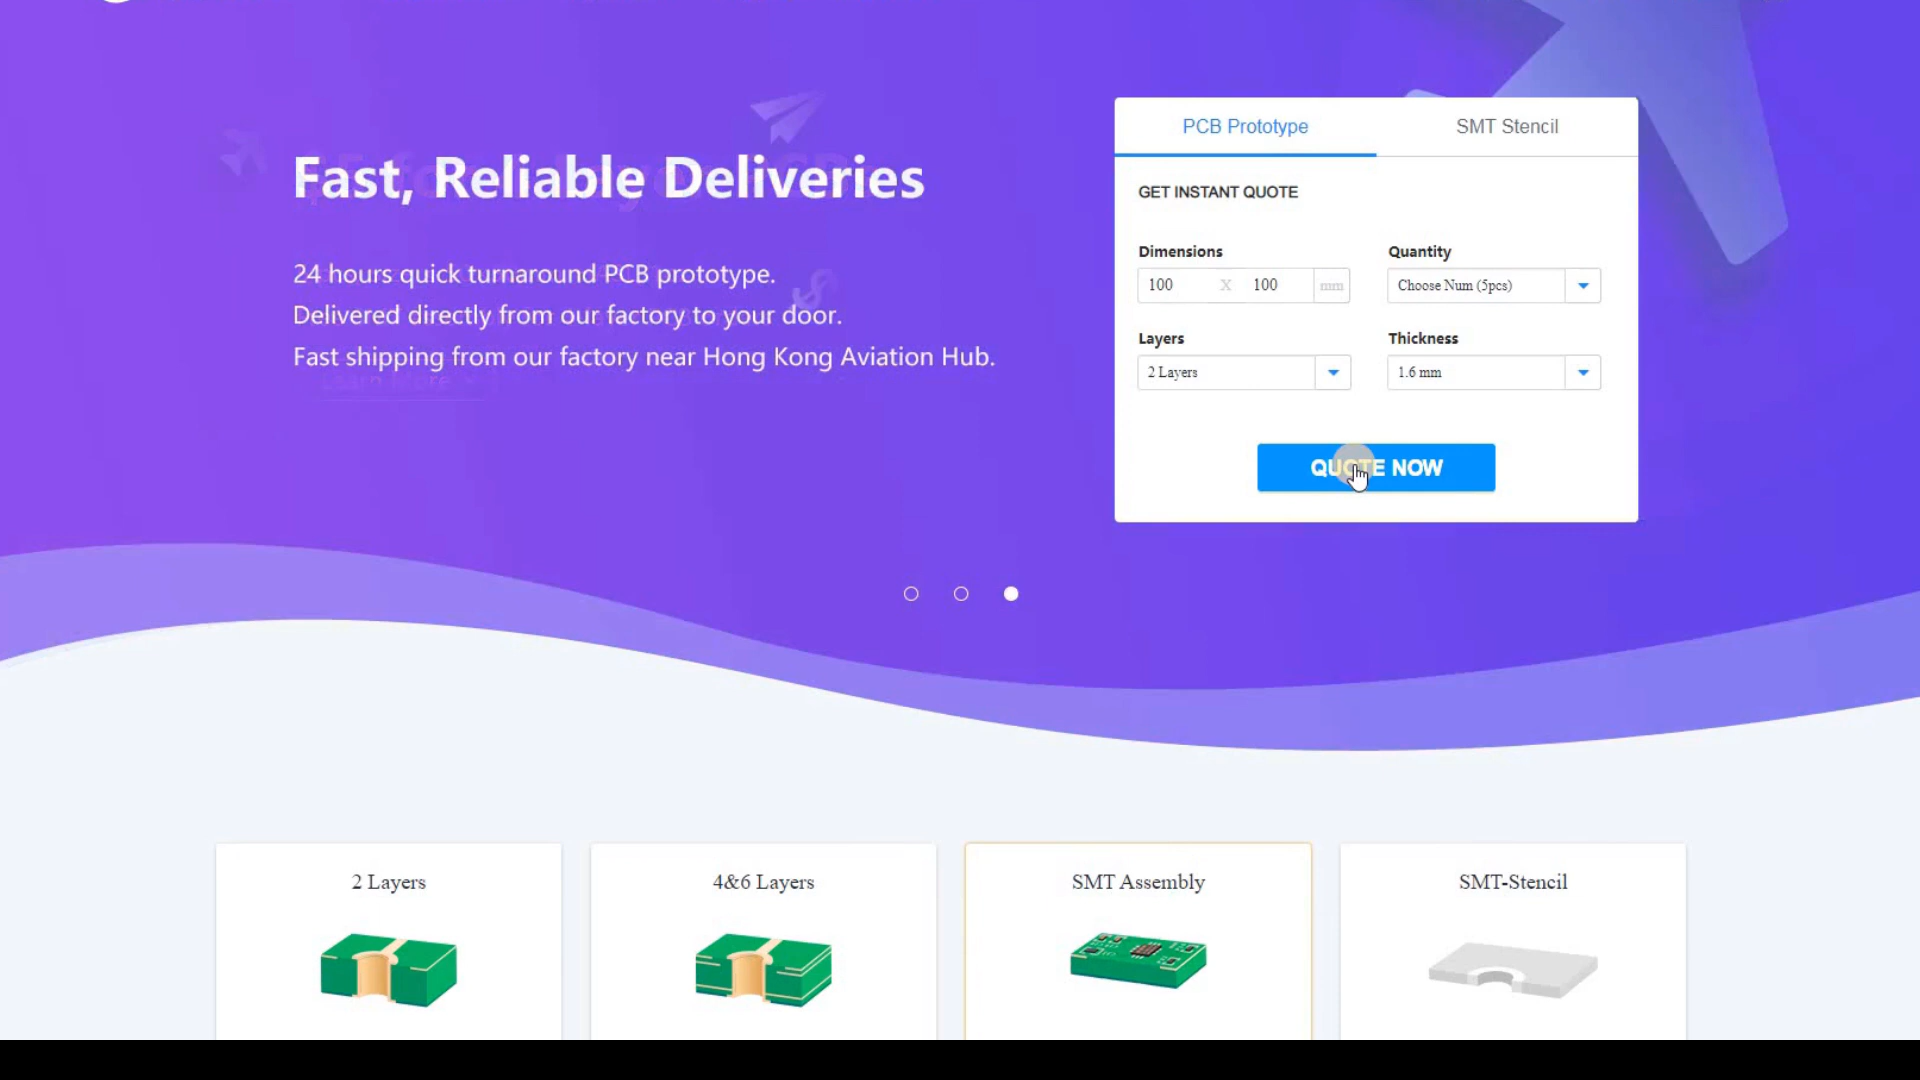 Fast, Reliable Deliveries
24 hours quick turnaround PCB prototype.
Delivered directly from our factory to your door.
Fast shipping from our factory near Hong Kong Aviation Hub.
Learn More >
PCB Prototype
SMT Stencil
GET INSTANT QUOTE
Dimensions
Quantity
100 X 100 mm
Choose Num (5pcs)
Layers
Thickness
2 Layers
1.6 mm
QUOTE NOW
2 Layers
4&6 Layers
SMT Assembly
SMT-Stencil